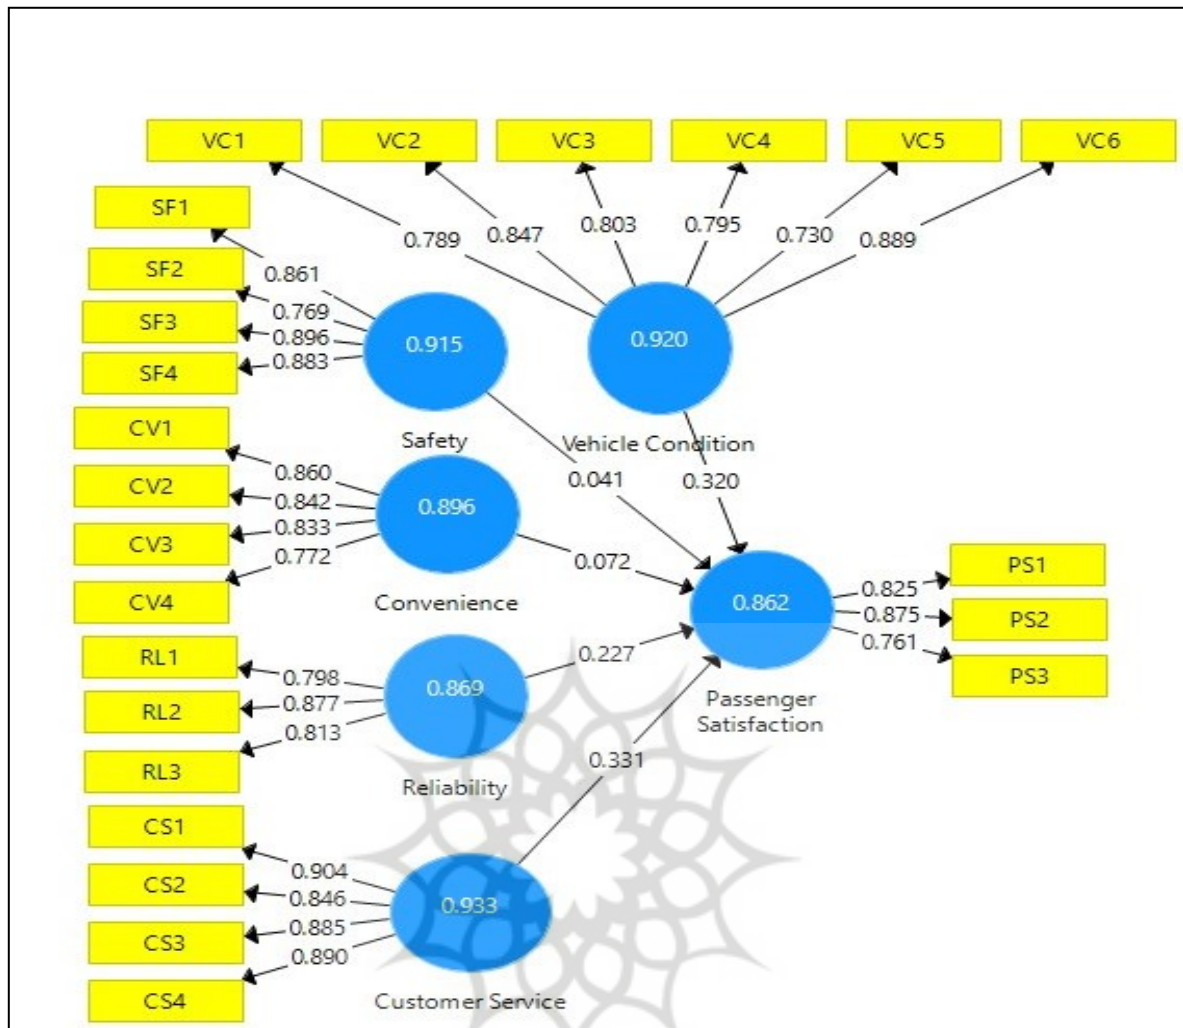 VC1 VC2 VC3 VC4 VC5 VC6
0.789 0.847 0.803 0.795 0.730 0.889
0.920
Vehicle Condition
0.320
SF1
SF2
SF3
SF4
0.861
0.769
0.896
0.883
0.915
Safety
0.041
CV1
CV2
CV3
CV4
0.860
0.842
0.833
0.772
0.896
Convenience
0.072
RL1
RL2
RL3
0.798
0.877
0.813
0.869
Reliability
0.227
CS1
CS2
CS3
CS4
0.904
0.846
0.885
0.890
0.933
Customer Service
0.331
0.862
Passenger
Satisfaction
0.825
0.875
0.761
PS1
PS2
PS3